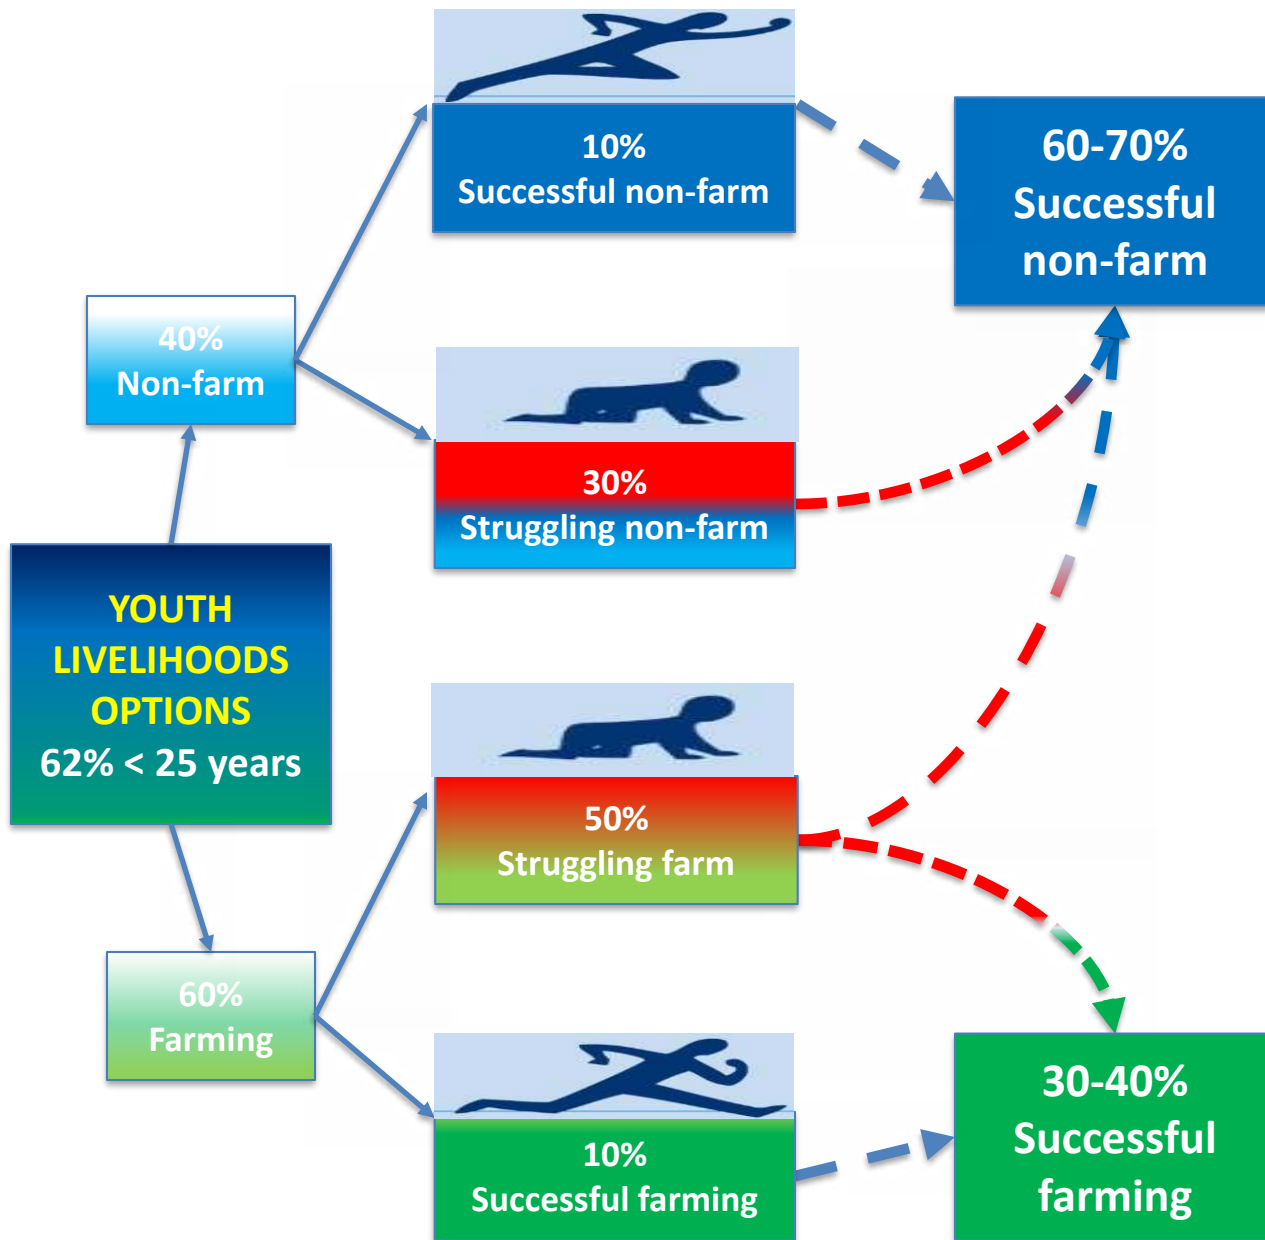 10%
Successful non-farm
60-70%
Successful
non-farm
40%
Non-farm
30%
Struggling non-farm
YOUTH
LIVELIHOODS
OPTIONS
62% < 25 years
50%
Struggling farm
60%
Farming
10%
Successful farming
30-40%
Successful
farming